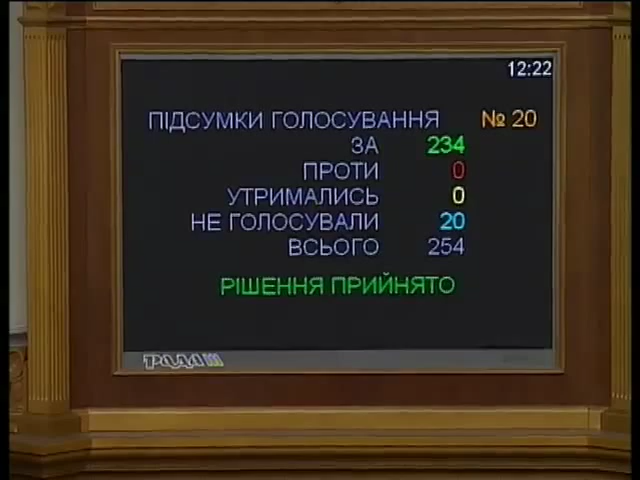 12:22
ПІДСУМКИ ГОЛОСУВАННЯ № 20
ЗА 234
ПРОТИ 0
УТРИМАЛИСЬ 0
НЕ ГОЛОСУВАЛИ 20
ВСЬОГО 254
РІШЕННЯ ПРИЙНЯТО
РАДА